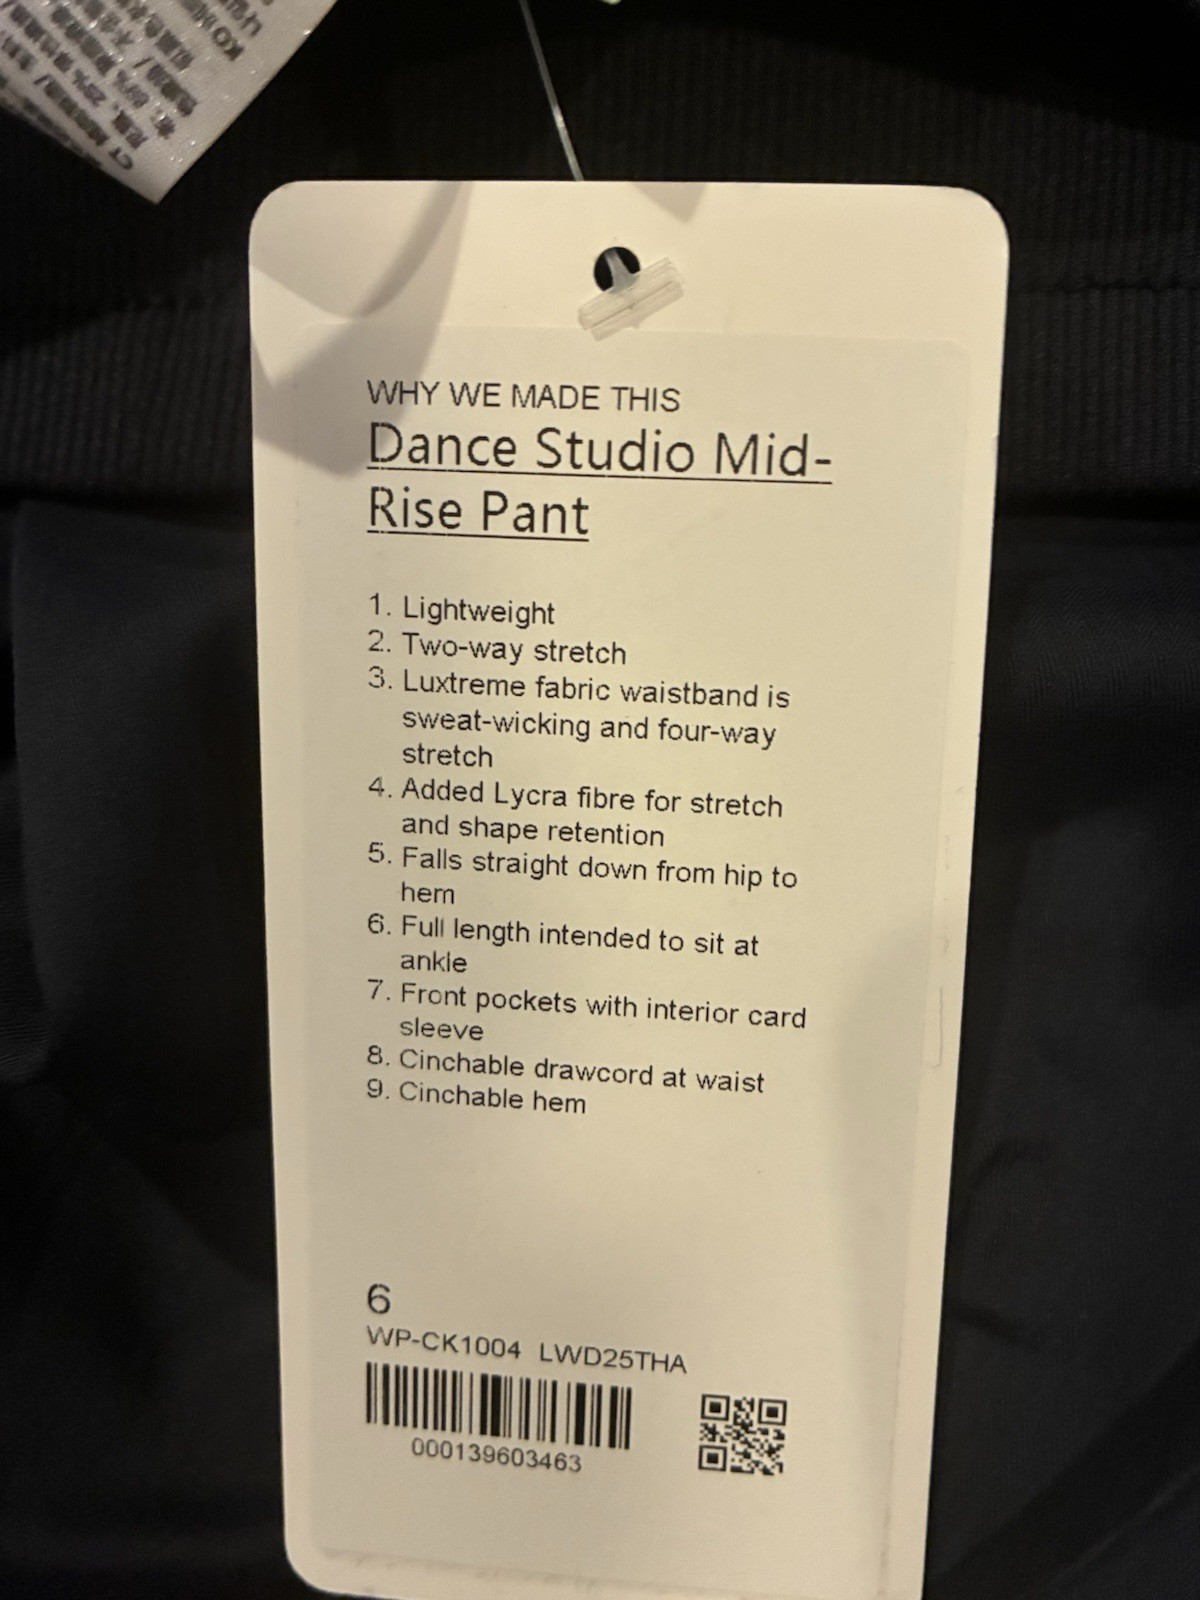 WHY WE MADE THIS
Dance Studio Mid-
Rise Pant
1. Lightweight
2. Two-way stretch
3. Luxtreme fabric waistband is
sweat-wicking and four-way
stretch
4. Added Lycra fibre for stretch
and shape retention
5. Falls straight down from hip to
hem
6. Full length intended to sit at
ankle
7. Front pockets with interior card
sleeve
8. Cinchable drawcord at waist
9. Cinchable hem
6
WP-CK1004 LWD25THA
000139603463